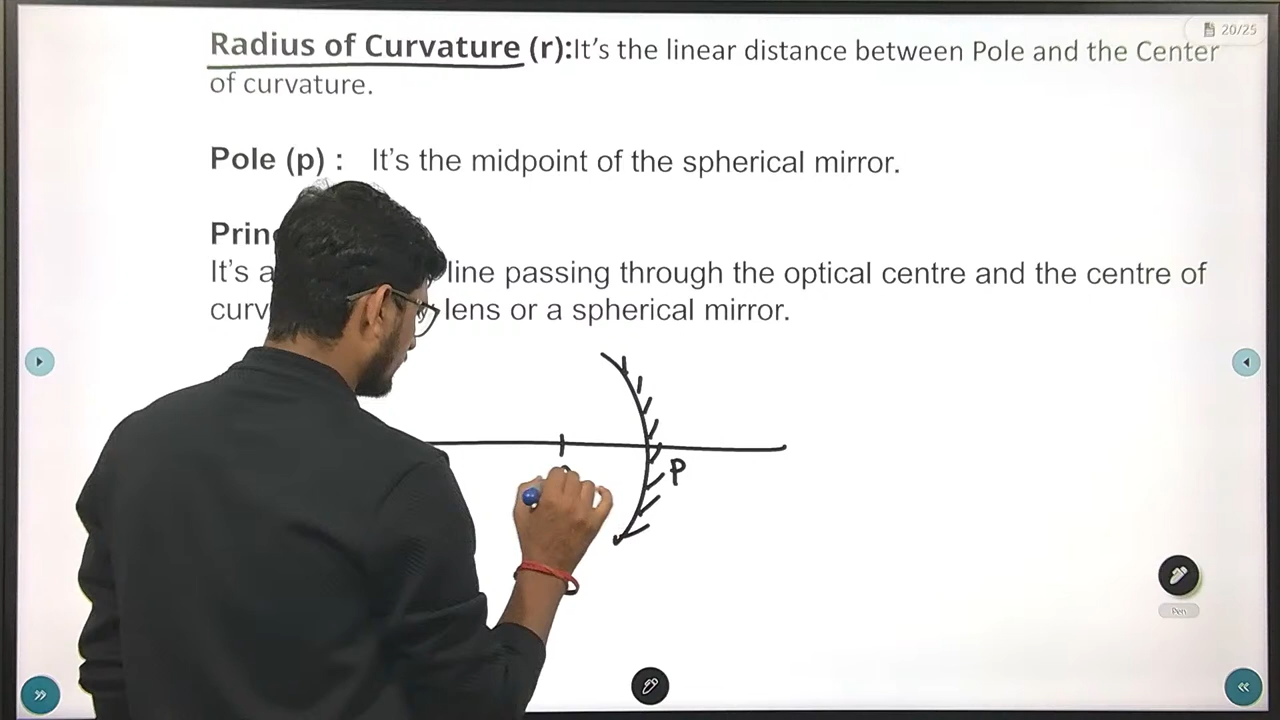 20/25
Radius of Curvature (r):It's the linear distance between Pole and the Center
of curvature.
Pole (p) : It's the midpoint of the spherical mirror.
It's line passing through the optical centre and the centre of
lens or a spherical mirror.
P
Pen